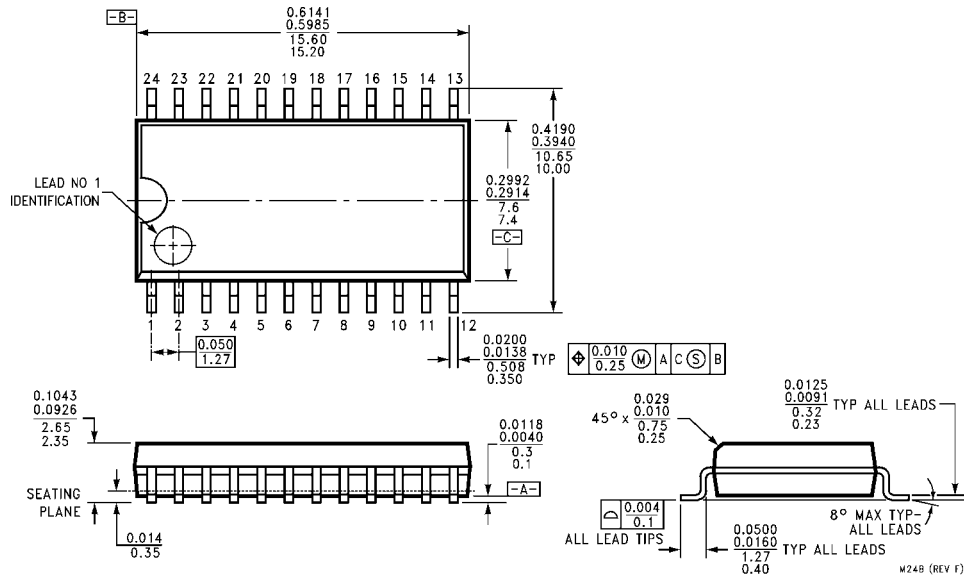 -B-
0.6141
0.5985
15.60
15.20
24 23 22 21 20 19 18 17 16 15 14 13
LEAD NO 1
IDENTIFICATION
0.4190
0.3940
10.65
10.00
0.2992
0.2914
7.6
7.4
-C-
1 2 3 4 5 6 7 8 9 10 11 12
0.050
1.27
0.0200
0.0138
0.508
0.350
TYP
⌖ 0.010
0.25 Ⓜ A C Ⓢ B
0.1043
0.0926
2.65
2.35
SEATING
PLANE
0.014
0.35
0.0118
0.0040
0.3
0.1
-A-
45° x
0.029
0.010
0.75
0.25
0.0125
0.0091
0.32
0.23
TYP ALL LEADS
0.004
0.1
ALL LEAD TIPS
0.0500
0.0160
1.27
0.40
TYP ALL LEADS
8° MAX TYP-
ALL LEADS
M24B (REV F)